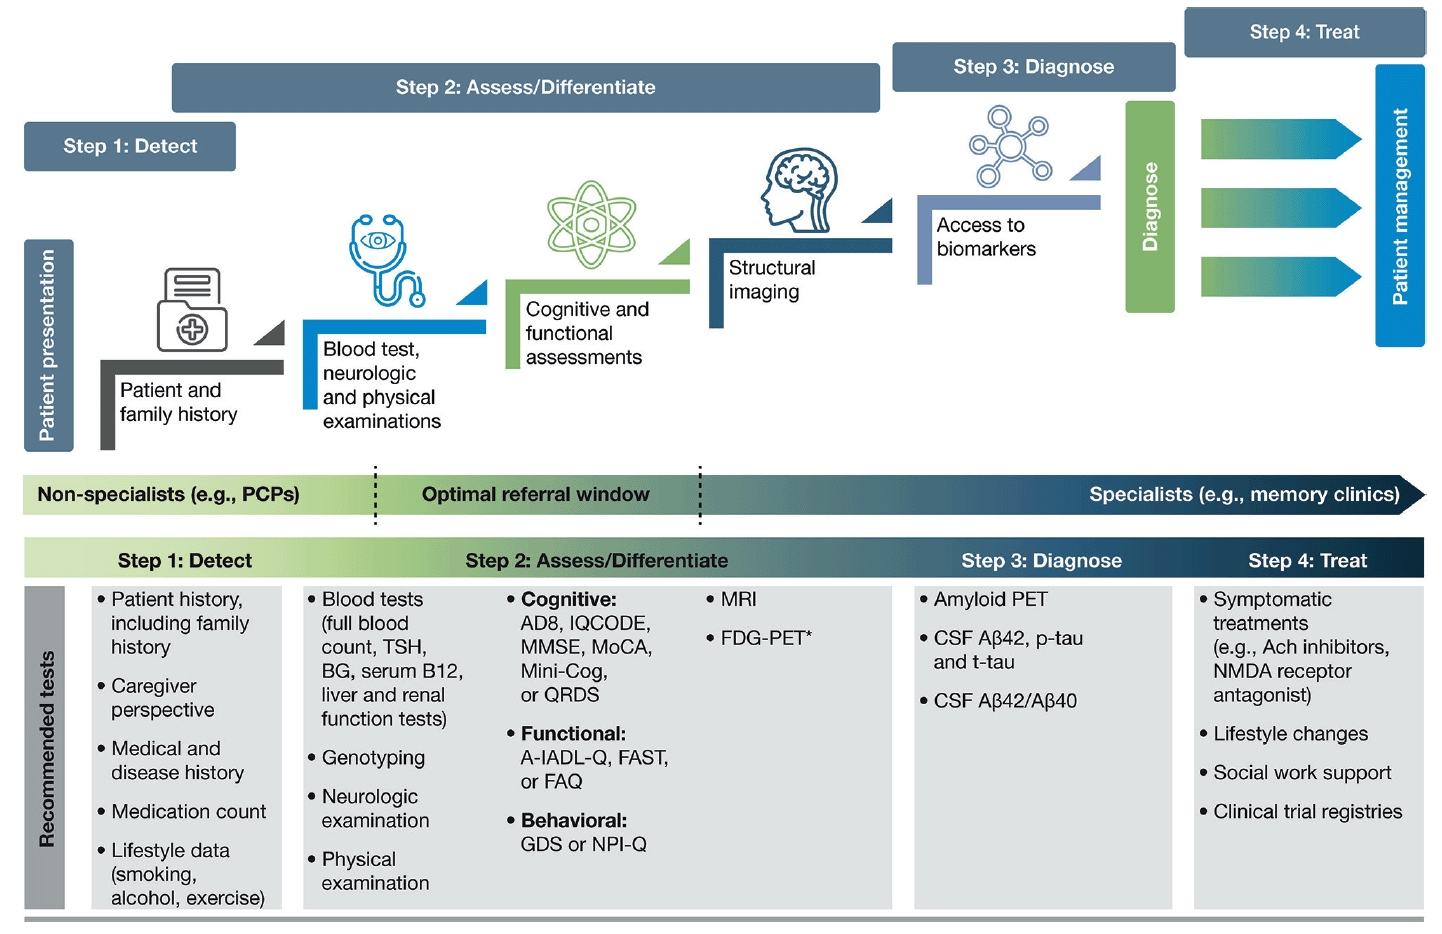 Step 4: Treat
Step 3: Diagnose
Step 2: Assess/Differentiate
Step 1: Detect
Patient presentation
Patient and
family history
Blood test,
neurologic
and physical
examinations
Cognitive and
functional
assessments
Structural
imaging
Access to
biomarkers
Diagnose
Patient management
Non-specialists (e.g., PCPs)
Optimal referral window
Specialists (e.g., memory clinics)
Step 1: Detect
Step 2: Assess/Differentiate
Step 3: Diagnose
Step 4: Treat
Recommended tests
• Patient history,
including family
history
• Caregiver
perspective
• Medical and
disease history
• Medication count
• Lifestyle data
(smoking,
alcohol, exercise)
• Blood tests
(full blood
count, TSH,
BG, serum B12,
liver and renal
function tests)
• Genotyping
• Neurologic
examination
• Physical
examination
• Cognitive:
AD8, IQCODE,
MMSE, MoCA,
Mini-Cog,
or QRDS
• Functional:
A-IADL-Q, FAST,
or FAQ
• Behavioral:
GDS or NPI-Q
• MRI
• FDG-PET*
• Amyloid PET
• CSF Aβ42, p-tau
and t-tau
• CSF Aβ42/Aβ40
• Symptomatic
treatments
(e.g., Ach inhibitors,
NMDA receptor
antagonist)
• Lifestyle changes
• Social work support
• Clinical trial registries